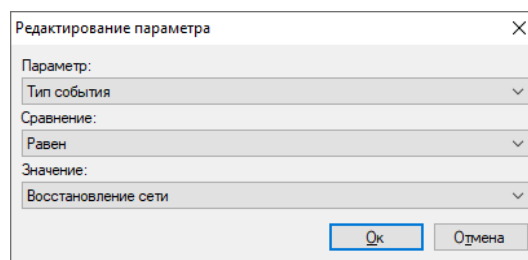 Редактирование параметра
Параметр:
Тип события
Сравнение:
Равен
Значение:
Восстановление сети
Ок
Отмена